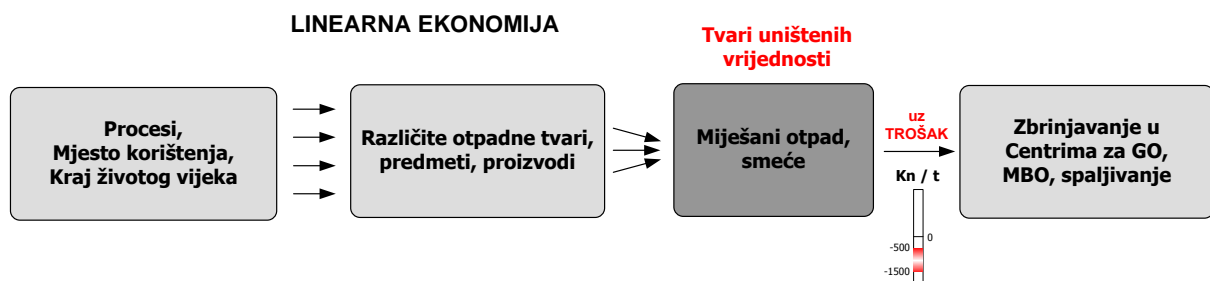 LINEARNA EKONOMIJA
Tvari uništenih
vrijednosti
Procesi,
Mjesto korištenja,
Kraj životog vijeka
Različite otpadne tvari,
predmeti, proizvodi
Miješani otpad,
smeće
uz
TROŠAK
Kn / t
0
-500
-1500
Zbrinjavanje u
Centrima za GO,
MBO, spaljivanje